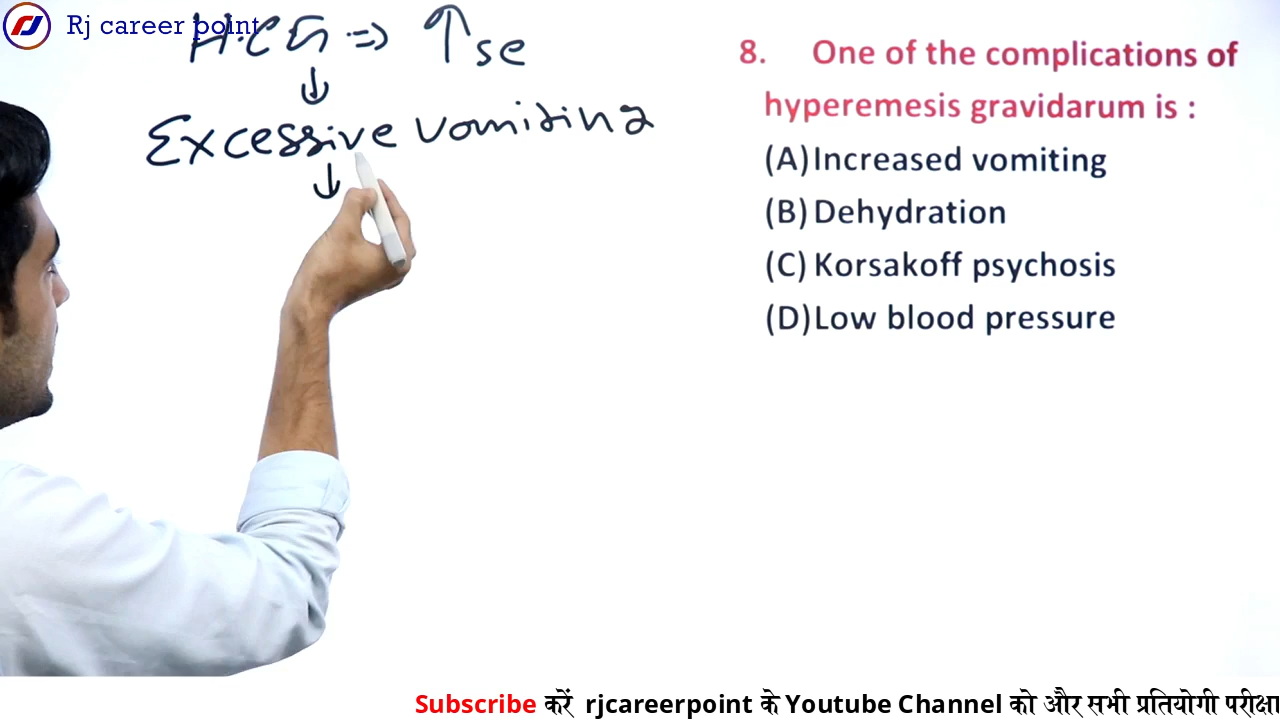 Rj career point
H.C.G => ↑se
↓
Excessive vomiting
↓
8. One of the complications of
hyperemesis gravidarum is :
(A) Increased vomiting
(B) Dehydration
(C) Korsakoff psychosis
(D) Low blood pressure
Subscribe करें rjcareerpoint के Youtube Channel को और सभी प्रतियोगी परीक्षा